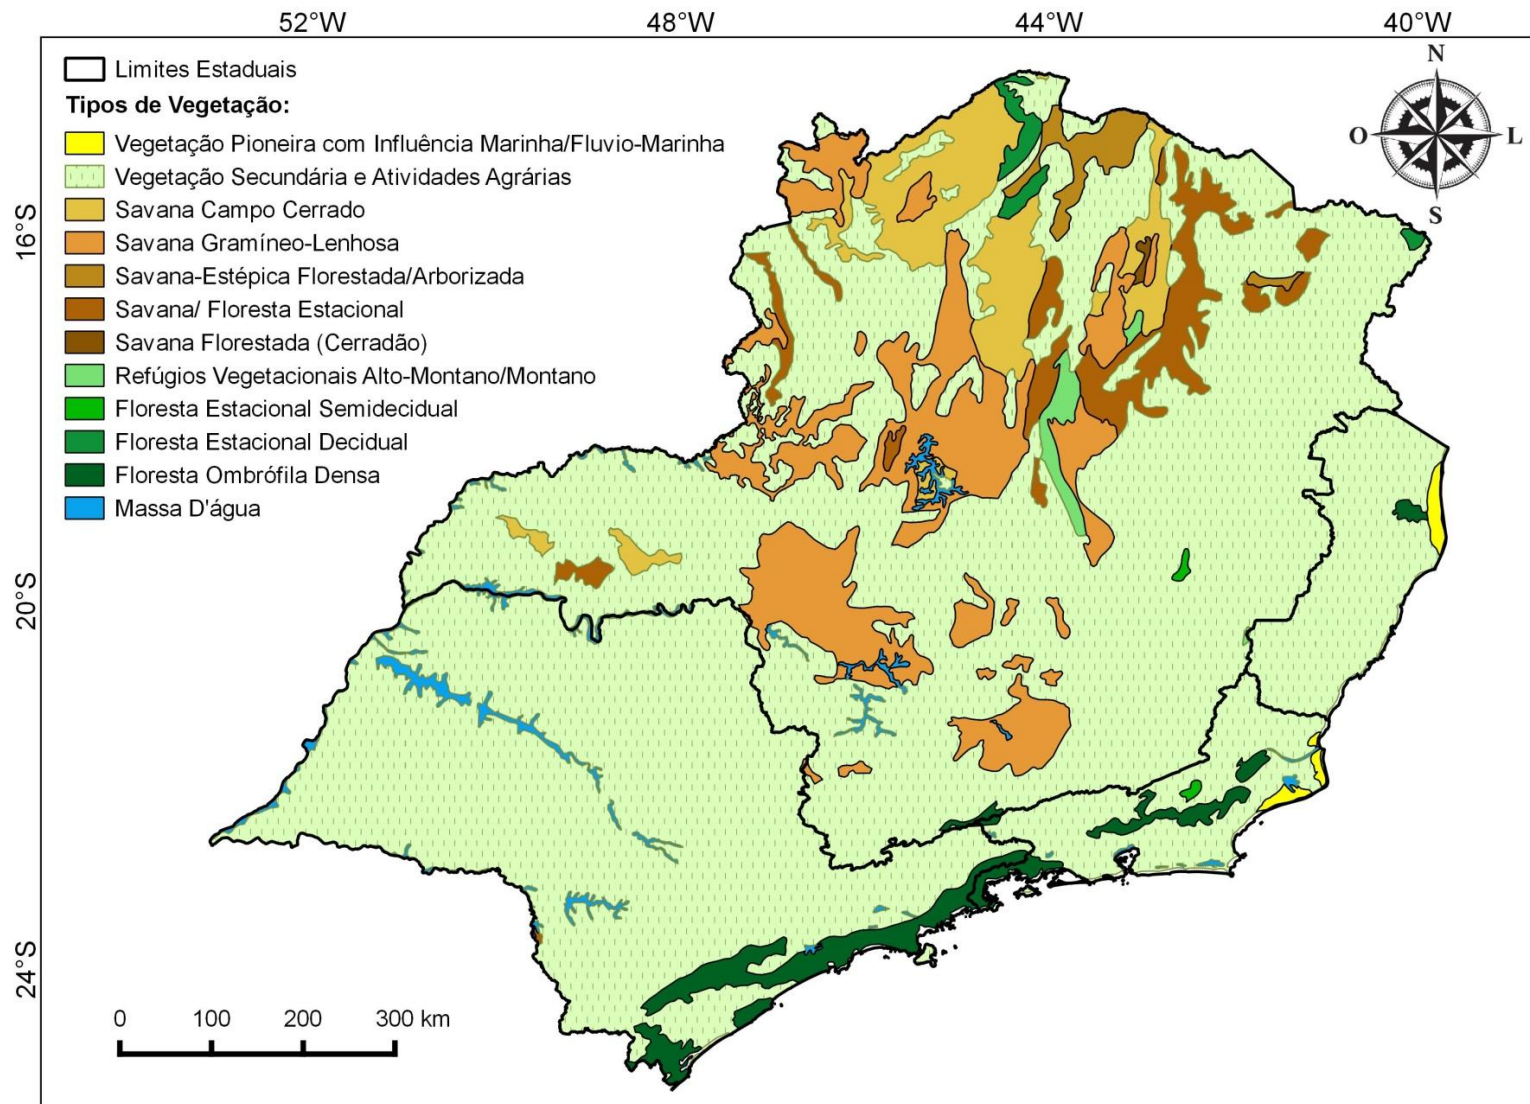 52°W 48°W 44°W 40°W
Limites Estaduais
Tipos de Vegetação:
Vegetação Pioneira com Influência Marinha/Fluvio-Marinha
Vegetação Secundária e Atividades Agrárias
Savana Campo Cerrado
Savana Gramíneo-Lenhosa
Savana-Estépica Florestada/Arborizada
Savana/ Floresta Estacional
Savana Florestada (Cerradão)
Refúgios Vegetacionais Alto-Montano/Montano
Floresta Estacional Semidecidual
Floresta Estacional Decidual
Floresta Ombrófila Densa
Massa D'água
N
O L
S
16°S
20°S
24°S
0 100 200 300 km